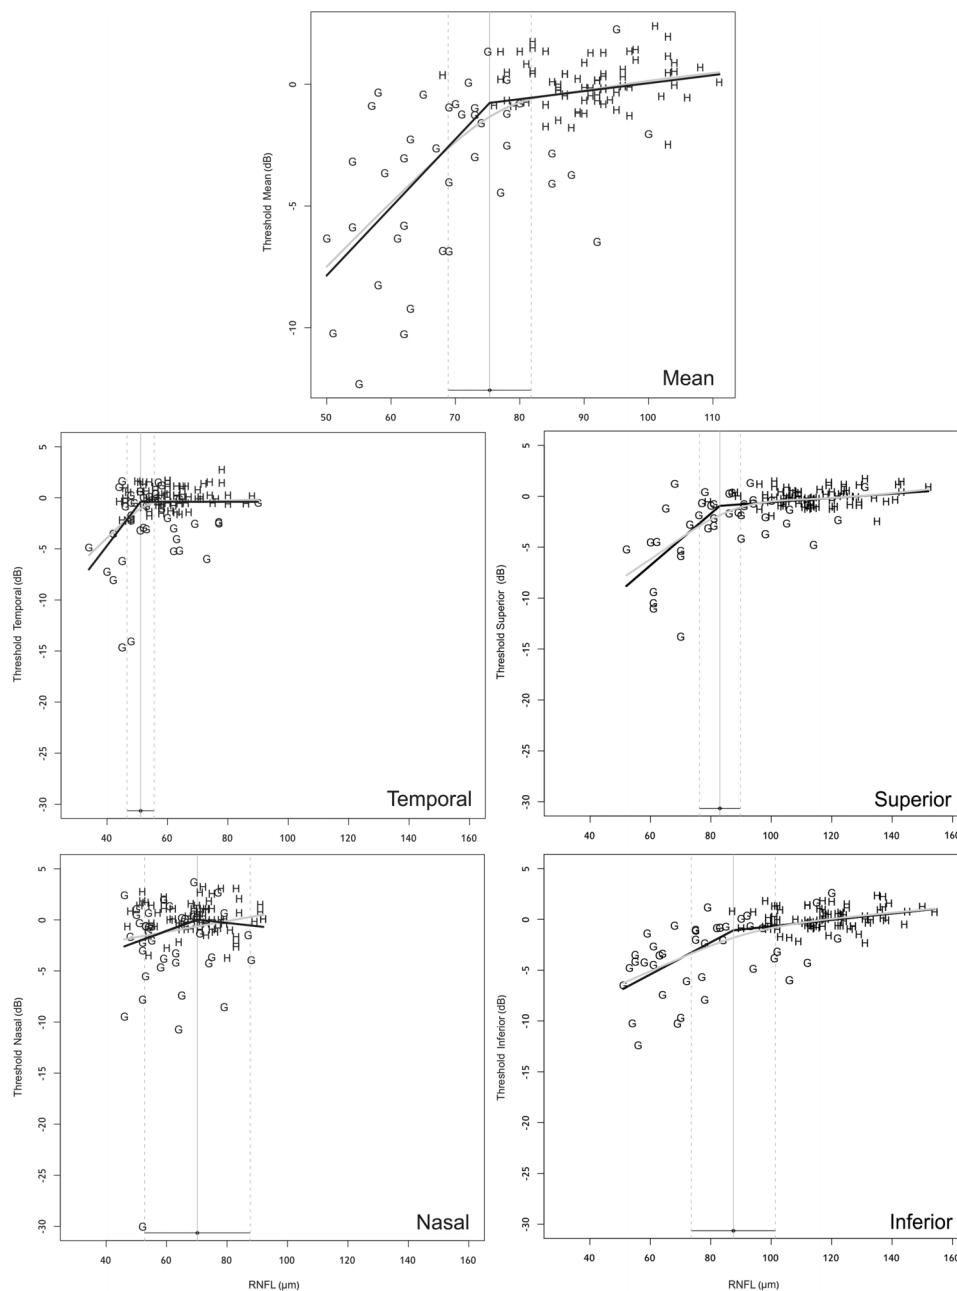 0
-5
-10
Threshold Mean (dB)
Mean
50 60 70 80 90 100 110
5
0
-5
-10
-15
-20
-25
-30
Threshold Temporal (dB)
Temporal
40 60 80 100 120 140 160
5
0
-5
-10
-15
-20
-25
-30
Threshold Superior (dB)
Superior
40 60 80 100 120 140 160
5
0
-5
-10
-15
-20
-25
-30
Threshold Nasal (dB)
Nasal
40 60 80 100 120 140 160
RNFL (µm)
5
0
-5
-10
-15
-20
-25
-30
Threshold Inferior (dB)
Inferior
40 60 80 100 120 140 160
RNFL (µm)